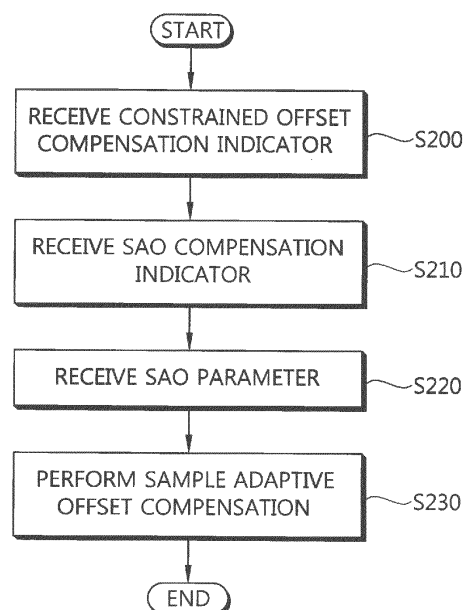 START
RECEIVE CONSTRAINED OFFSET
COMPENSATION INDICATOR
S200
RECEIVE SAO COMPENSATION
INDICATOR
S210
RECEIVE SAO PARAMETER
S220
PERFORM SAMPLE ADAPTIVE
OFFSET COMPENSATION
S230
END